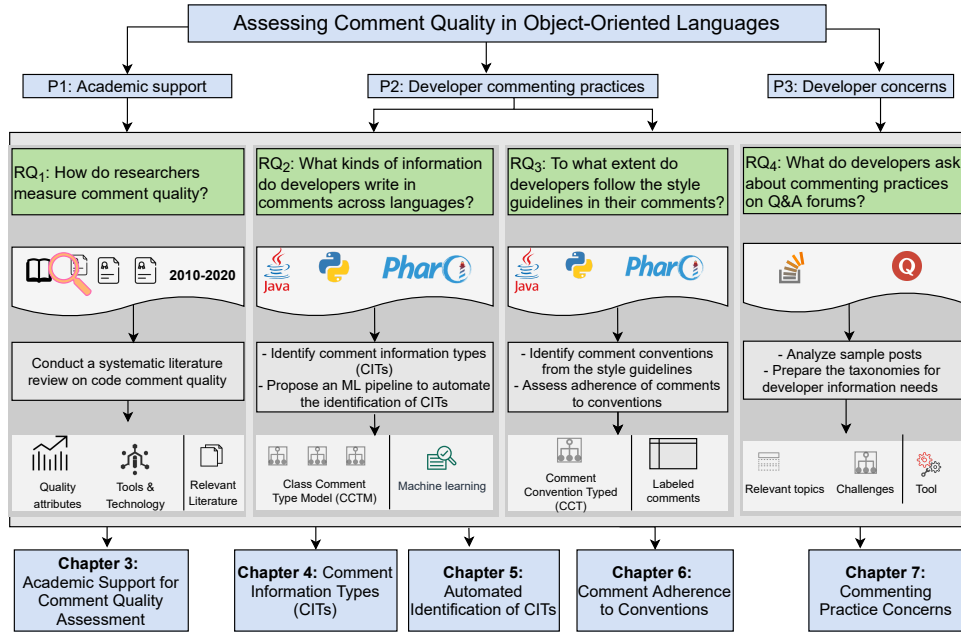 Assessing Comment Quality in Object-Oriented Languages
P1: Academic support
P2: Developer commenting practices
P3: Developer concerns
RQ1: How do researchers
measure comment quality?
RQ2: What kinds of information
do developers write in
comments across languages?
RQ3: To what extent do
developers follow the style
guidelines in their comments?
RQ4: What do developers ask
about commenting practices
on Q&A forums?
2010-2020
Java
Pharo
Java
Pharo
Q
Conduct a systematic literature
review on code comment quality
- Identify comment information types
(CITs)
- Propose an ML pipeline to automate
the identification of CITs
- Identify comment conventions
from the style guidelines
- Assess adherence of comments
to conventions
- Analyze sample posts
- Prepare the taxonomies for
developer information needs
Quality
attributes
Tools &
Technology
Relevant
Literature
Class Comment
Type Model (CCTM)
Machine learning
Comment
Convention Typed
(CCT)
Labeled
comments
Relevant topics
Challenges
Tool
Chapter 3:
Academic Support for
Comment Quality
Assessment
Chapter 4: Comment
Information Types
(CITs)
Chapter 5:
Automated
Identification of CITs
Chapter 6:
Comment Adherence
to Conventions
Chapter 7:
Commenting
Practice Concerns